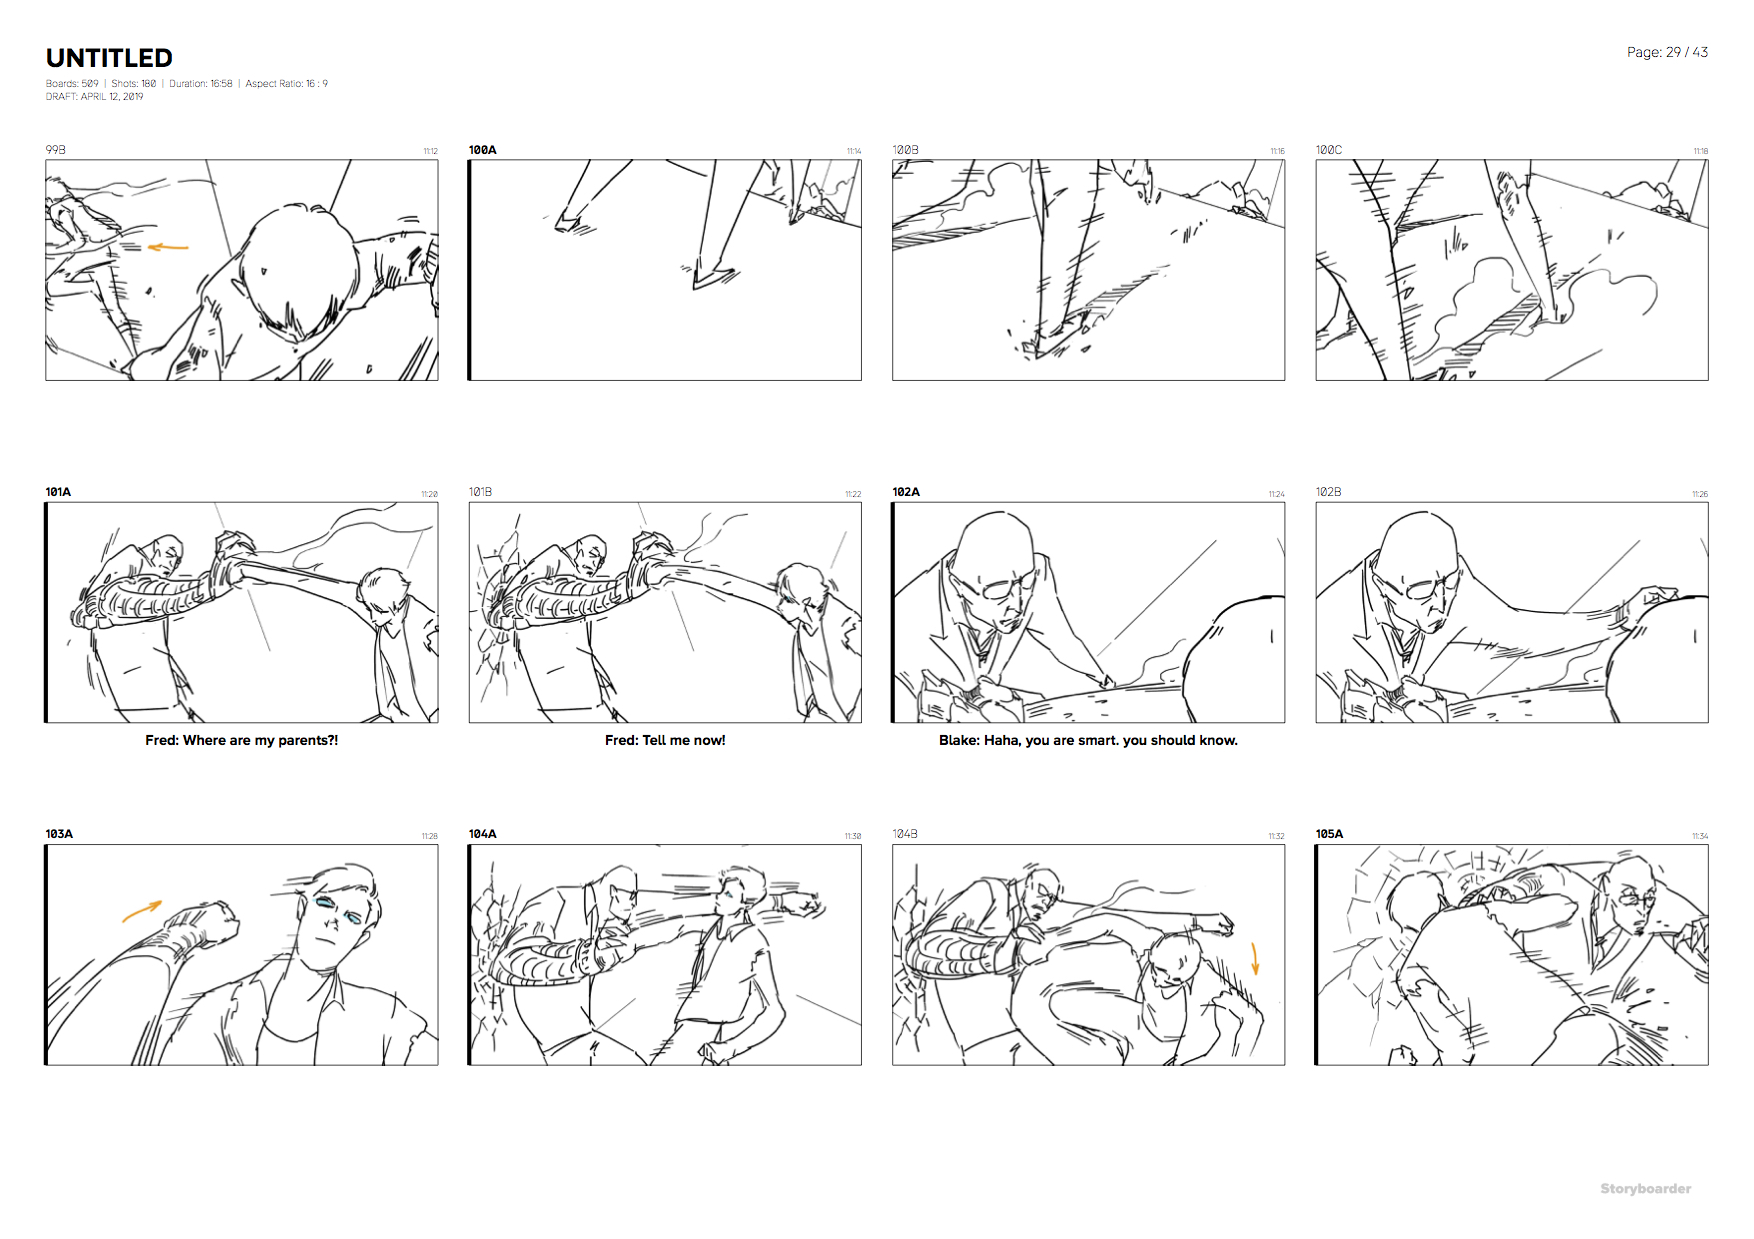 UNTITLED
Page: 29 / 43
Boards: 509 | Shots: 180 | Duration: 16:58 | Aspect Ratio: 16 : 9
DRAFT: APRIL 12, 2019
99B 11:12
100A 11:14
100B 11:16
100C 11:18
101A 11:20
101B 11:22
102A 11:24
102B 11:26
Fred: Where are my parents?!
Fred: Tell me now!
Blake: Haha, you are smart. you should know.
103A 11:28
104A 11:30
104B 11:32
105A 11:34
Storyboarder